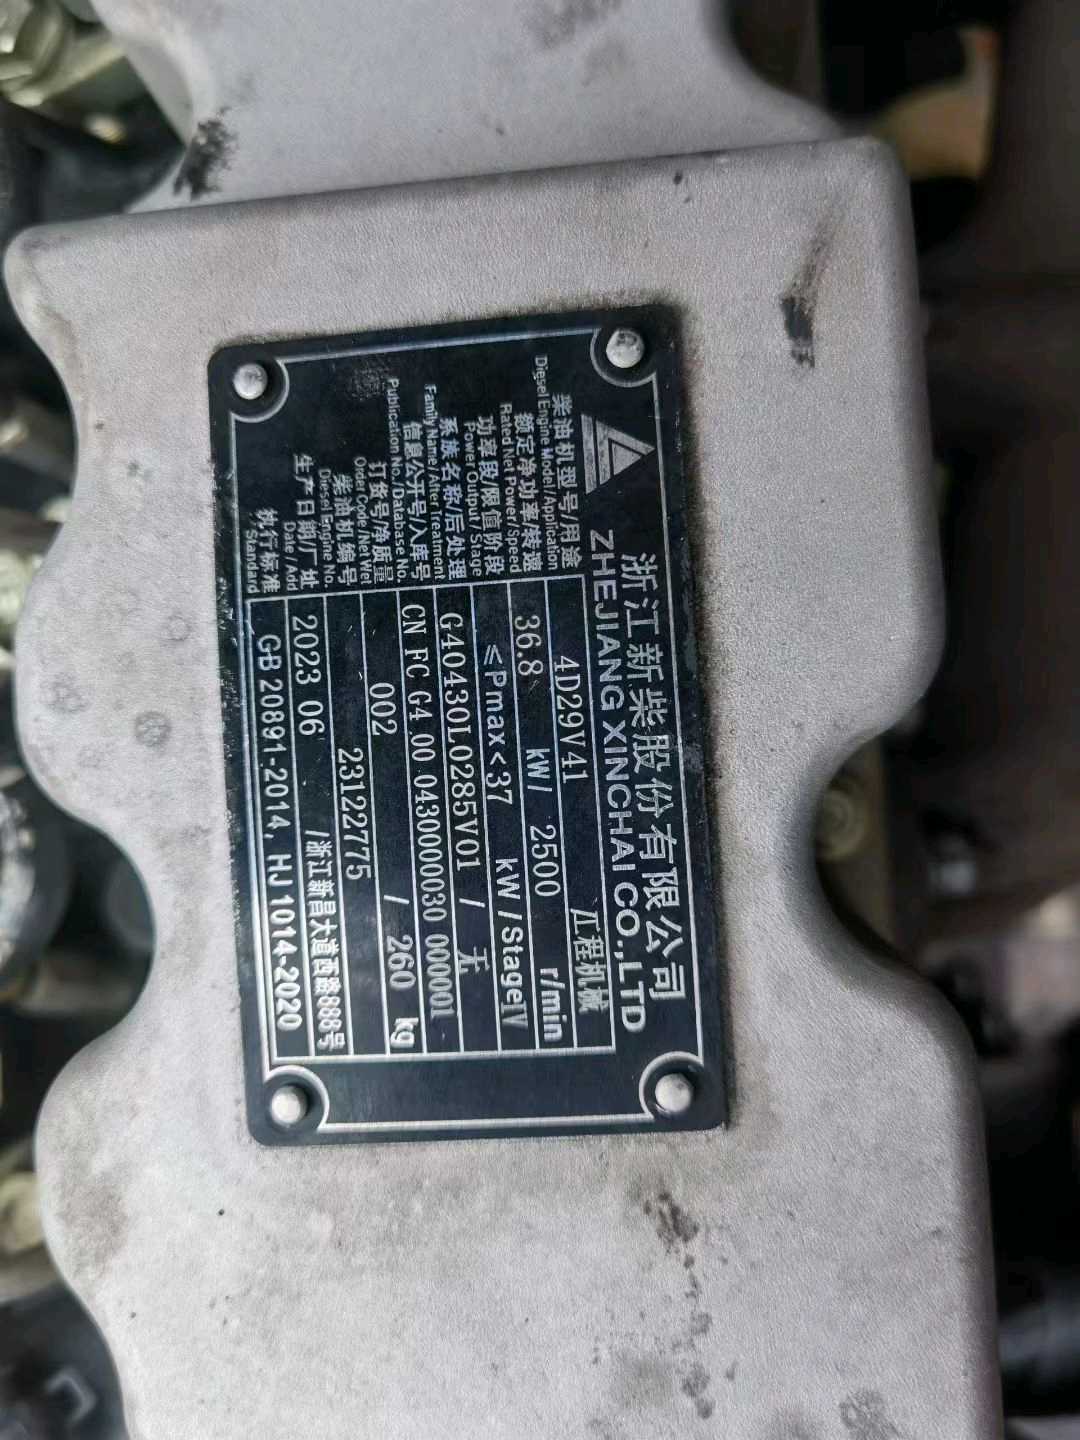 浙江新柴股份有限公司
ZHEJIANG XINCHAI CO.,LTD
柴油机型号/用途 4D29V41 工程机械
Diesel Engine Model/Application
额定净功率/转速 36.8 kW/ 2500 r/min
Rated Net Power/Speed
功率段/限值阶段 ≤Pmax<37 kW/StageⅣ
Power Output/Stage
系族名称/后处理 G40430L0285V01 / 无
Family Name/After Treatment
信息公开号/入库号 CN FC G4 00 0430000030 000001
Publication No./Database No.
订货号/净质量 002 / 260 kg
Order Code/Net Wet
柴油机编号 23122775
Diesel Engine No.
生产日期/厂址 2023 06 /浙江新昌大道西路888号
Date/Add
执行标准 GB 20891-2014, HJ 1014-2020
Standard